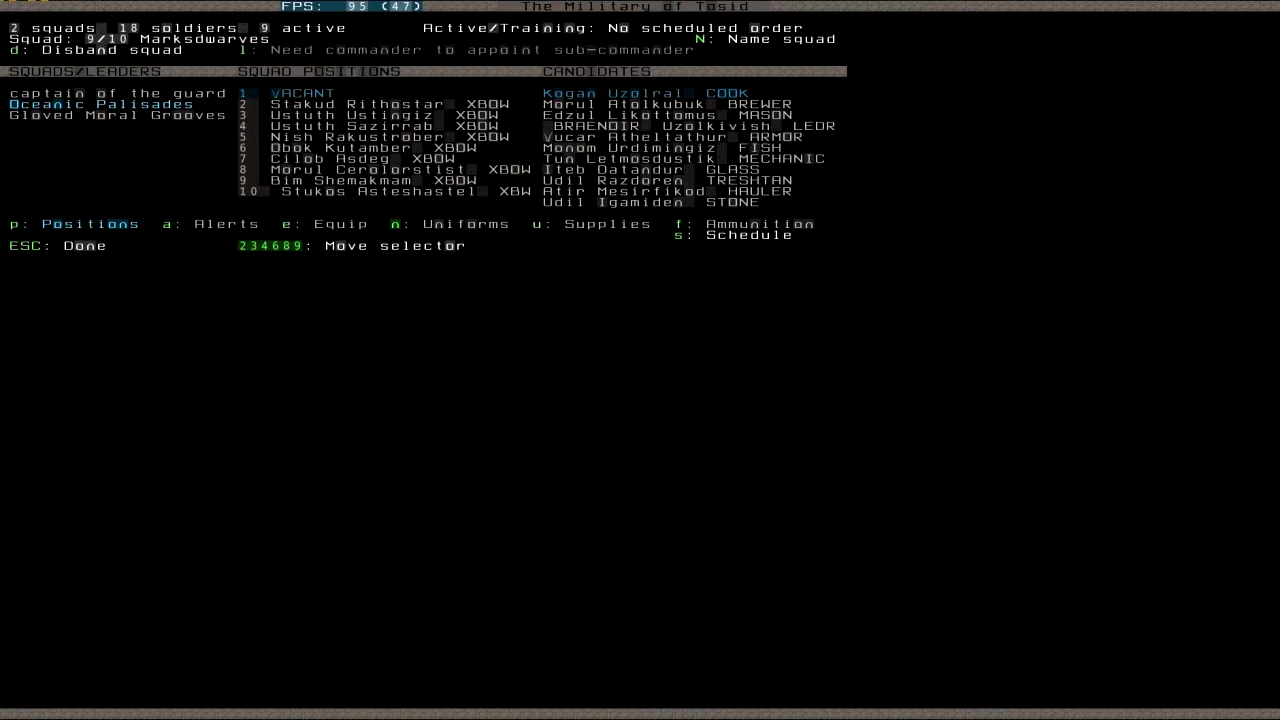 FPS: 95 (47) The Military of Tosid
2 squads, 18 soldiers, 9 active Active/Training: No scheduled order
Squad: 9/10 Marksdwarves N: Name squad
d: Disband squad l: Need commander to appoint sub-commander
SQUADS/LEADERS SQUAD POSITIONS CANDIDATES
captain of the guard 1 VACANT Kogan Uzolral, COOK
Oceanic Palisades 2 Stakud Rithostar, XBOW Morul Atolkubuk, BREWER
Gloved Moral Grooves 3 Ustuth Ustingiz, XBOW Edzul Likottomus, MASON
4 Ustuth Sazirrab, XBOW BRAENOIR, Uzolkivish, LEDR
5 Nish Rakustrober, XBOW Vucar Atheltathur, ARMOR
6 Obok Kutamber, XBOW Monom Urdimingiz, FISH
7 Cilob Asdeg, XBOW Tun Letmosdustik, MECHANIC
8 Morul Cerolorstist, XBOW Iteb Datandur, GLASS
9 Bim Shemakmam, XBOW Udil Razdoren, TRESHTAN
10 Stukos Asteshastel, XBW Atir Mesirfikod, HAULER
Udil Igamiden, STONE
p: Positions a: Alerts e: Equip n: Uniforms u: Supplies f: Ammunition
s: Schedule
ESC: Done 234689: Move selector